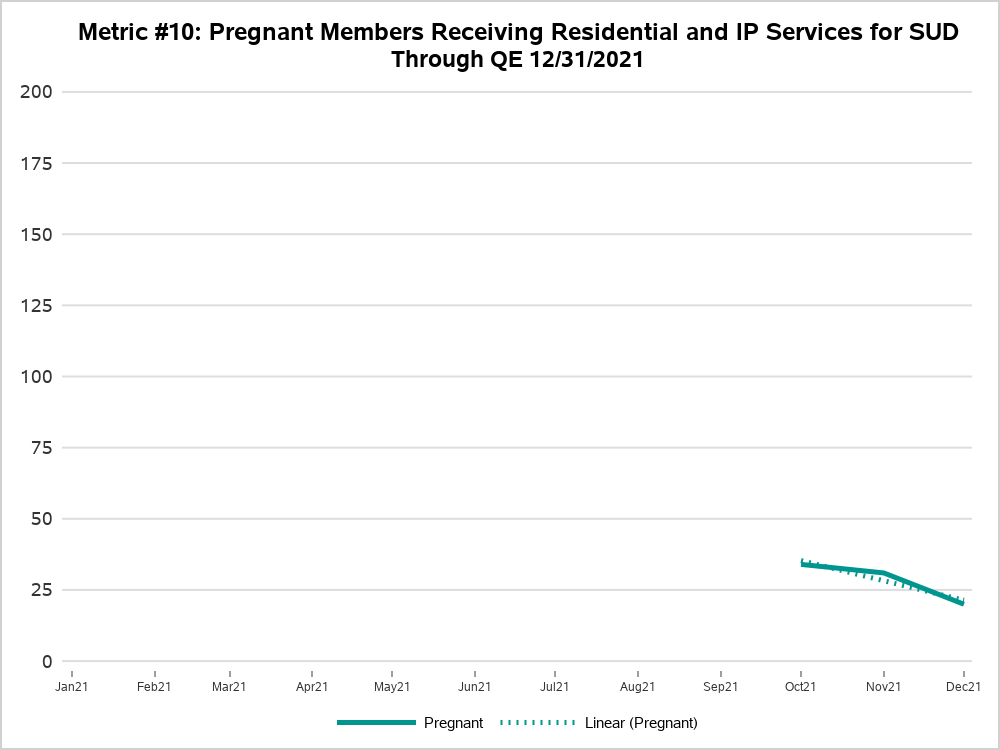 Metric #10: Pregnant Members Receiving Residential and IP Services for SUD
Through QE 12/31/2021
200
175
150
125
100
75
50
25
0
Jan21 Feb21 Mar21 Apr21 May21 Jun21 Jul21 Aug21 Sep21 Oct21 Nov21 Dec21
Pregnant Linear (Pregnant)